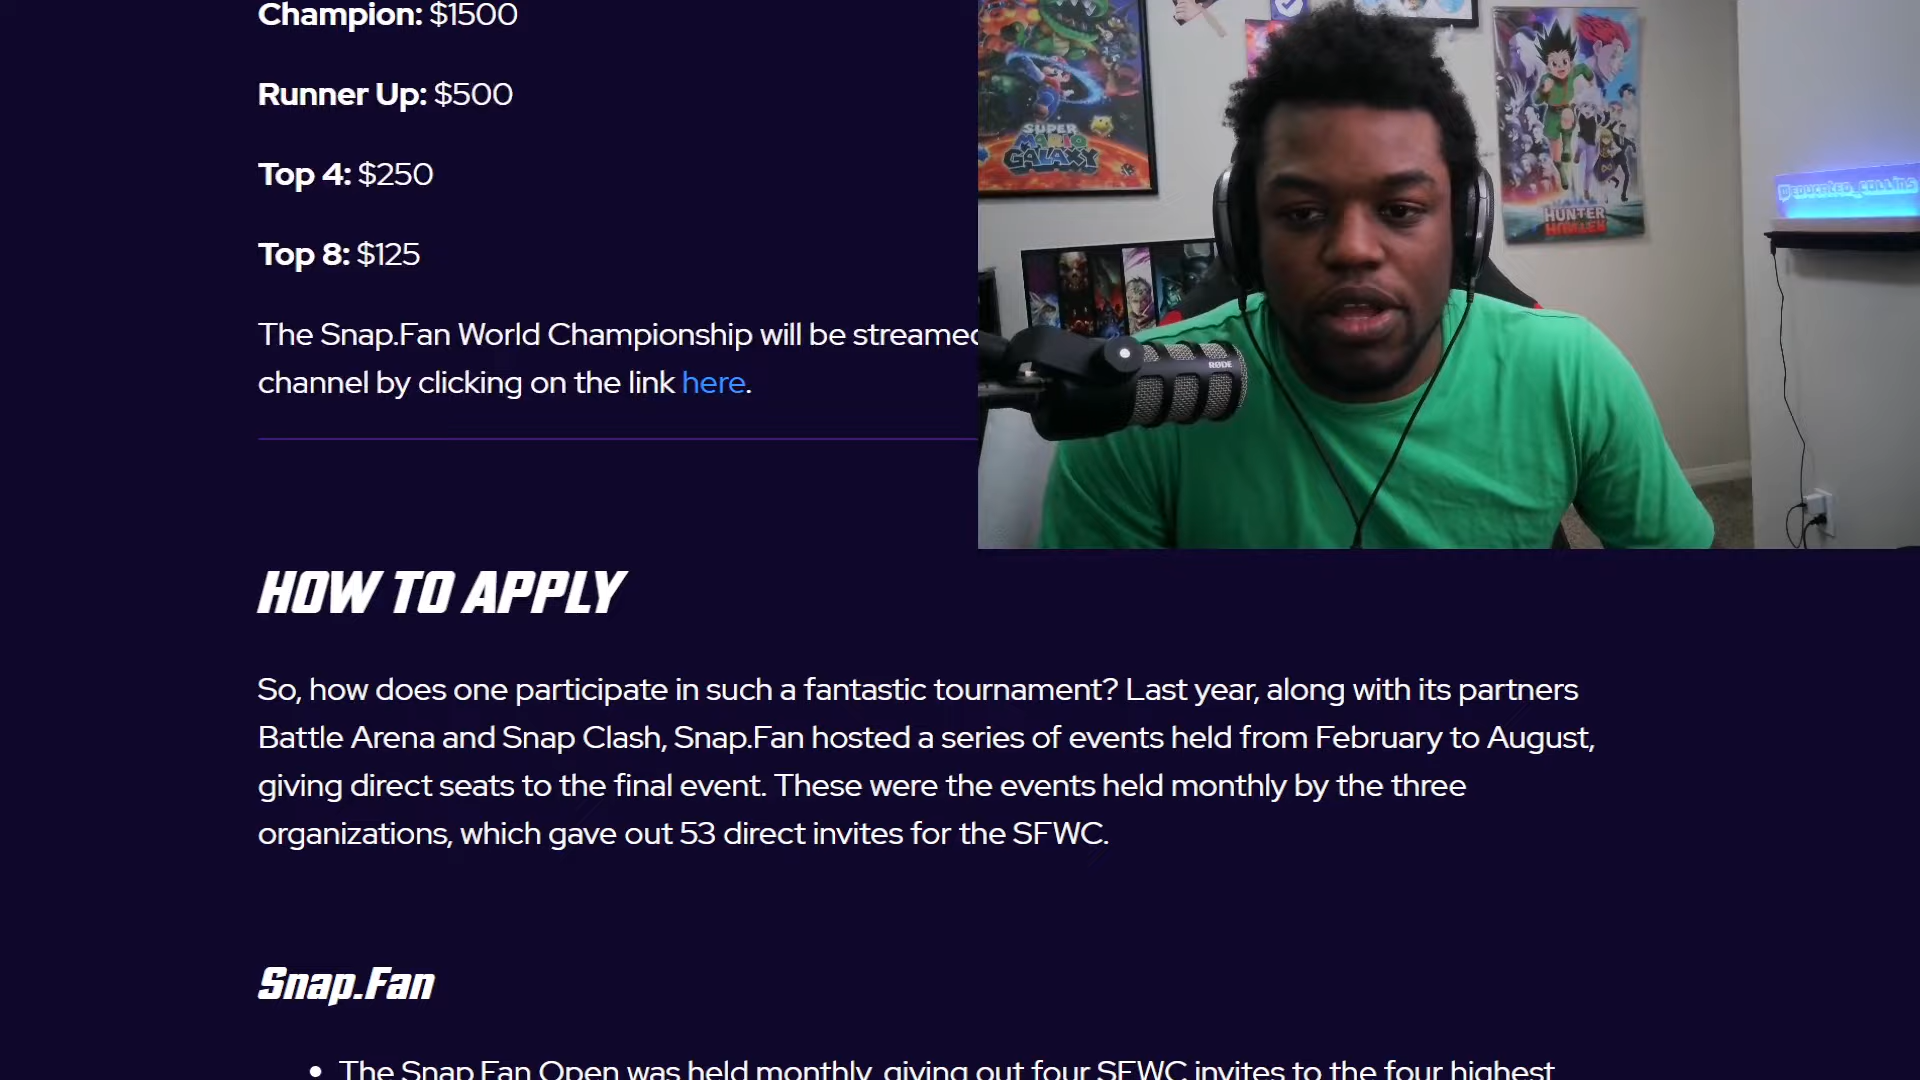 Champion: $1500
Runner Up: $500
Top 4: $250
Top 8: $125
The Snap.Fan World Championship will be streamed
channel by clicking on the link here.
SUPER
MARIO
GALAXY
HUNTER
HUNTER
@EDUCATED_COLLINS
RØDE
HOW TO APPLY
So, how does one participate in such a fantastic tournament? Last year, along with its partners
Battle Arena and Snap Clash, Snap.Fan hosted a series of events held from February to August,
giving direct seats to the final event. These were the events held monthly by the three
organizations, which gave out 53 direct invites for the SFWC.
Snap.Fan
• The Snap Fan Open was held monthly, giving out four SFWC invites to the four highest